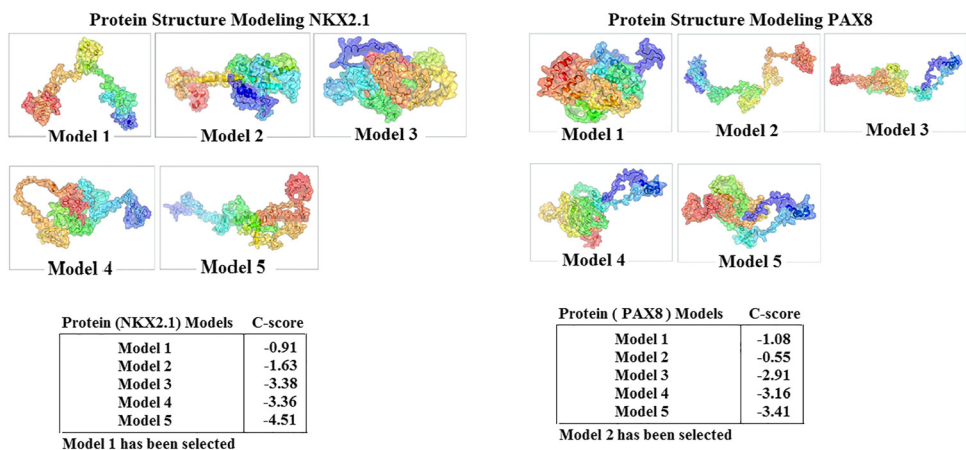 Protein Structure Modeling NKX2.1
Model 1
Model 2
Model 3
Model 4
Model 5
Protein (NKX2.1) Models C-score
Model 1 -0.91
Model 2 -1.63
Model 3 -3.38
Model 4 -3.36
Model 5 -4.51
Model 1 has been selected
Protein Structure Modeling PAX8
Model 1
Model 2
Model 3
Model 4
Model 5
Protein ( PAX8 ) Models C-score
Model 1 -1.08
Model 2 -0.55
Model 3 -2.91
Model 4 -3.16
Model 5 -3.41
Model 2 has been selected